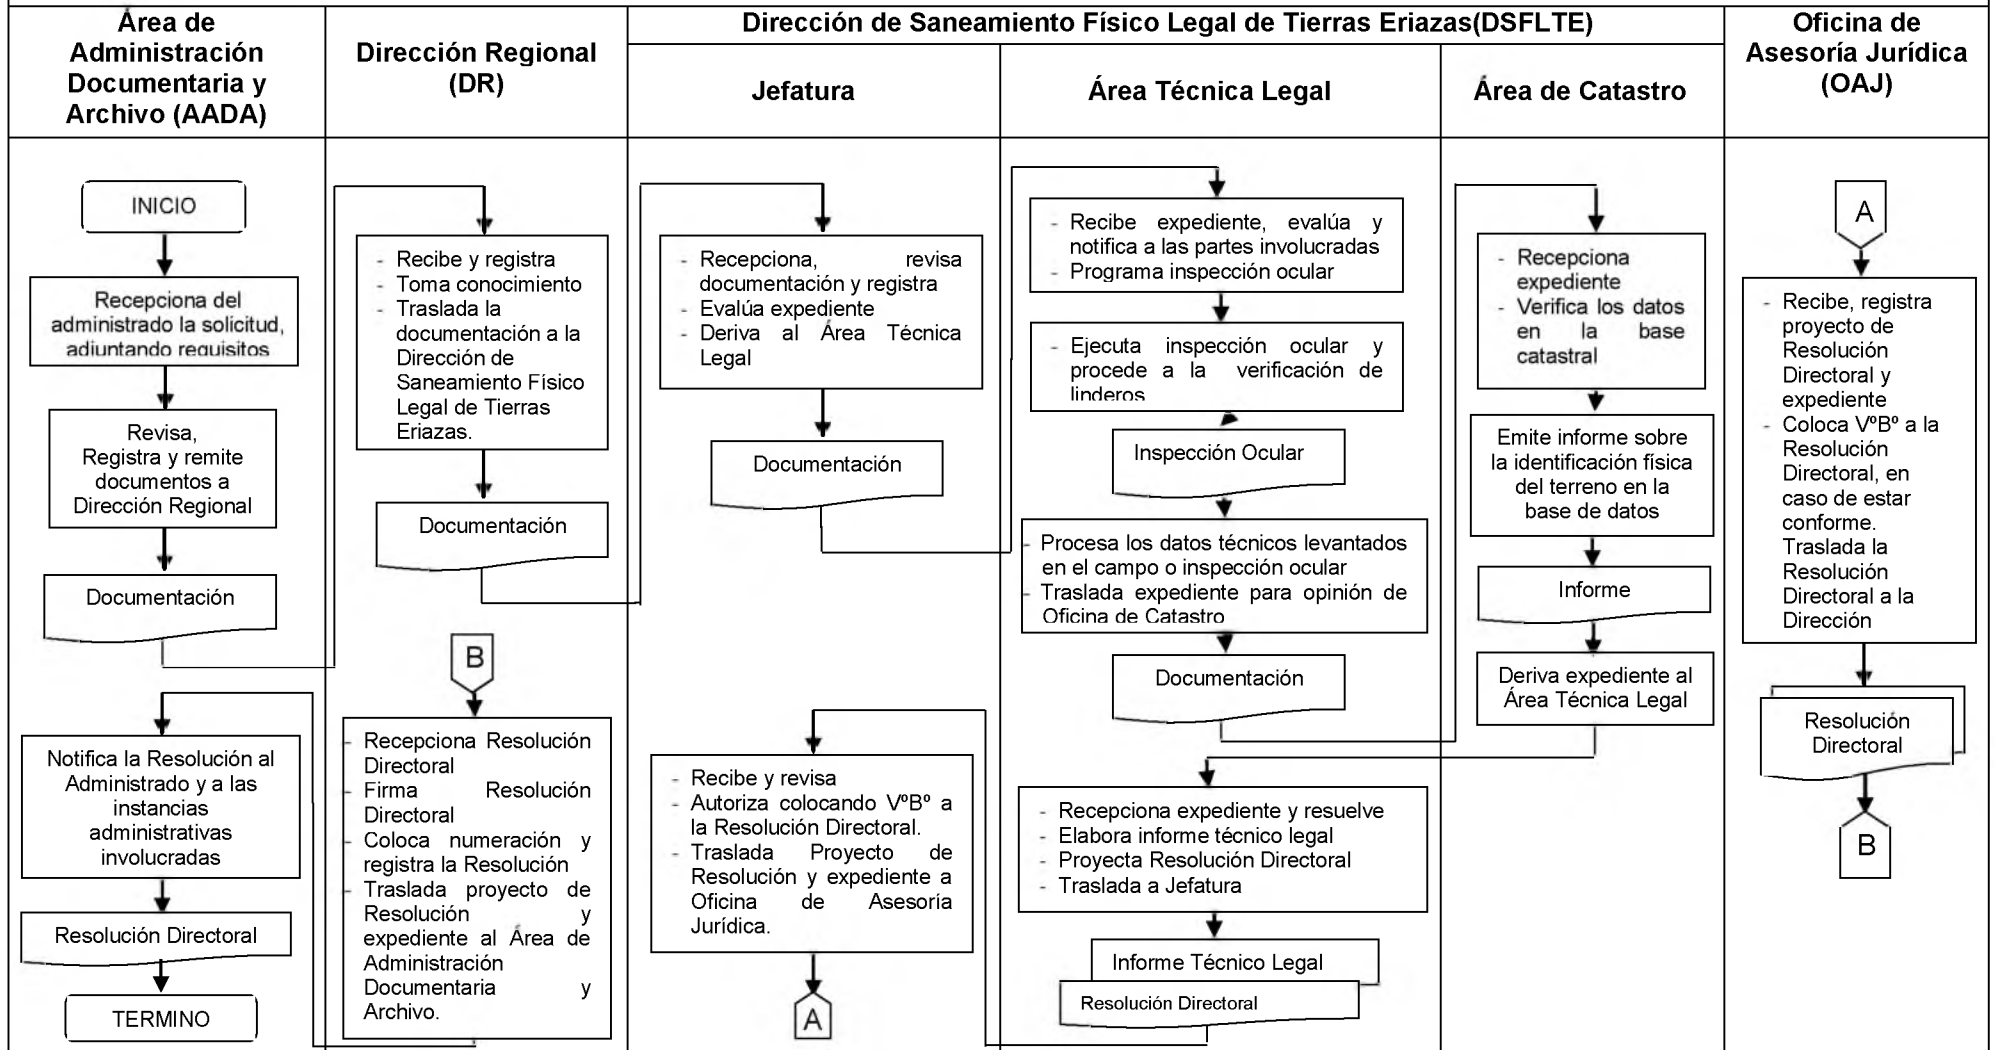 Área de
Administración
Documentaria y
Archivo (AADA)
Dirección Regional
(DR)
Dirección de Saneamiento Físico Legal de Tierras Eriazas(DSFLTE)
Jefatura
Área Técnica Legal
Área de Catastro
Oficina de
Asesoría Jurídica
(OAJ)
INICIO
Recepciona del
administrado la solicitud,
adjuntando requisitos
Revisa,
Registra y remite
documentos a
Dirección Regional
Documentación
Notifica la Resolución al
Administrado y a las
instancias
administrativas
involucradas
Resolución Directoral
TERMINO
- Recibe y registra
- Toma conocimiento
- Traslada la
documentación a la
Dirección de
Saneamiento Físico
Legal de Tierras
Eriazas.
Documentación
B
- Recepciona Resolución
Directoral
- Firma Resolución
Directoral
- Coloca numeración y
registra la Resolución
- Traslada proyecto de
Resolución y
expediente al Área de
Administración
Documentaria y
Archivo.
- Recepciona, revisa
documentación y registra
- Evalúa expediente
- Deriva al Área Técnica
Legal
Documentación
- Recibe y revisa
- Autoriza colocando VºBº a
la Resolución Directoral.
- Traslada Proyecto de
Resolución y expediente a
Oficina de Asesoría
Jurídica.
A
- Recibe expediente, evalúa y
notifica a las partes involucradas
- Programa inspección ocular
- Ejecuta inspección ocular y
procede a la verificación de
linderos
Inspección Ocular
- Procesa los datos técnicos levantados
en el campo o inspección ocular
- Traslada expediente para opinión de
Oficina de Catastro
Documentación
- Recepciona expediente y resuelve
- Elabora informe técnico legal
- Proyecta Resolución Directoral
- Traslada a Jefatura
Informe Técnico Legal
Resolución Directoral
- Recepciona
expediente
- Verifica los datos
en la base
catastral
Emite informe sobre
la identificación física
del terreno en la
base de datos
Informe
Deriva expediente al
Área Técnica Legal
A
- Recibe, registra
proyecto de
Resolución
Directoral y
expediente
- Coloca VºBº a la
Resolución
Directoral, en
caso de estar
conforme.
Traslada la
Resolución
Directoral a la
Dirección
Resolución
Directoral
B